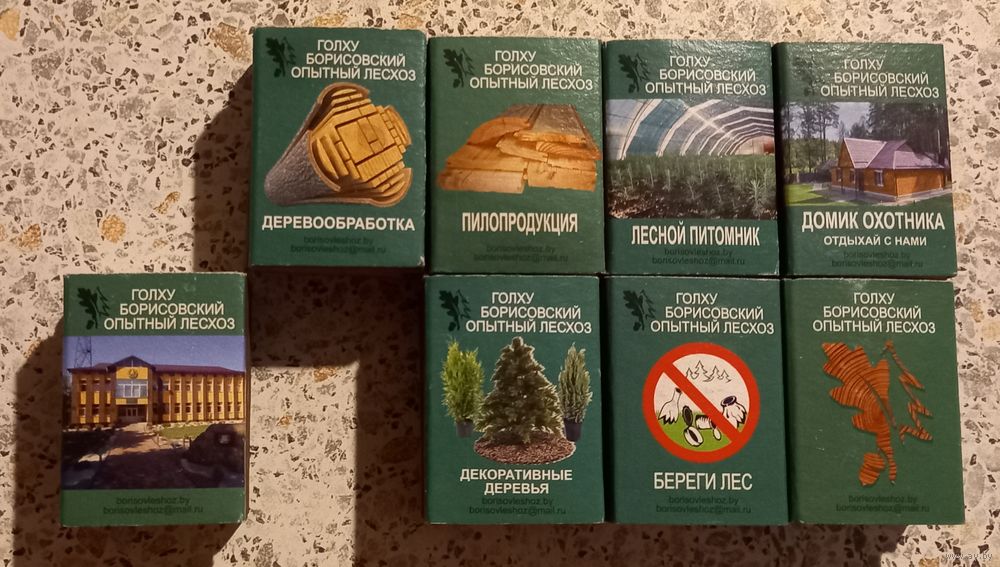 ГОЛХУ
БОРИСОВСКИЙ
ОПЫТНЫЙ ЛЕСХОЗ
ДЕРЕВООБРАБОТКА
borisovleshoz.by
borisovleshoz@mail.ru
ГОЛХУ
БОРИСОВСКИЙ
ОПЫТНЫЙ ЛЕСХОЗ
ПИЛОПРОДУКЦИЯ
borisovleshoz.by
borisovleshoz@mail.ru
ГОЛХУ
БОРИСОВСКИЙ
ОПЫТНЫЙ ЛЕСХОЗ
ЛЕСНОЙ ПИТОМНИК
borisovleshoz.by
borisovleshoz@mail.ru
ГОЛХУ
БОРИСОВСКИЙ
ОПЫТНЫЙ ЛЕСХОЗ
ДОМИК ОХОТНИКА
ОТДЫХАЙ С НАМИ
borisovleshoz.by
borisovleshoz@mail.ru
ГОЛХУ
БОРИСОВСКИЙ
ОПЫТНЫЙ ЛЕСХОЗ
borisovleshoz.by
borisovleshoz@mail.ru
ГОЛХУ
БОРИСОВСКИЙ
ОПЫТНЫЙ ЛЕСХОЗ
ДЕКОРАТИВНЫЕ
ДЕРЕВЬЯ
borisovleshoz.by
borisovleshoz@mail.ru
ГОЛХУ
БОРИСОВСКИЙ
ОПЫТНЫЙ ЛЕСХОЗ
БЕРЕГИ ЛЕС
borisovleshoz.by
borisovleshoz@mail.ru
ГОЛХУ
БОРИСОВСКИЙ
ОПЫТНЫЙ ЛЕСХОЗ
borisovleshoz.by
borisovleshoz@mail.ru
www.av.by